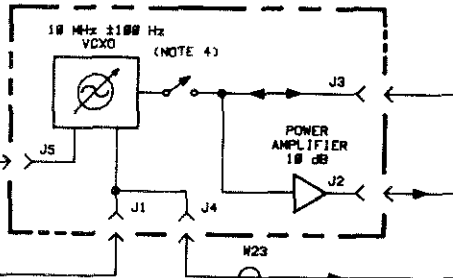 10 MHz ±100 Hz
VCXO
(NOTE 4)
J3
J5
POWER
AMPLIFIER
10 dB
J2
J1
J4
W23